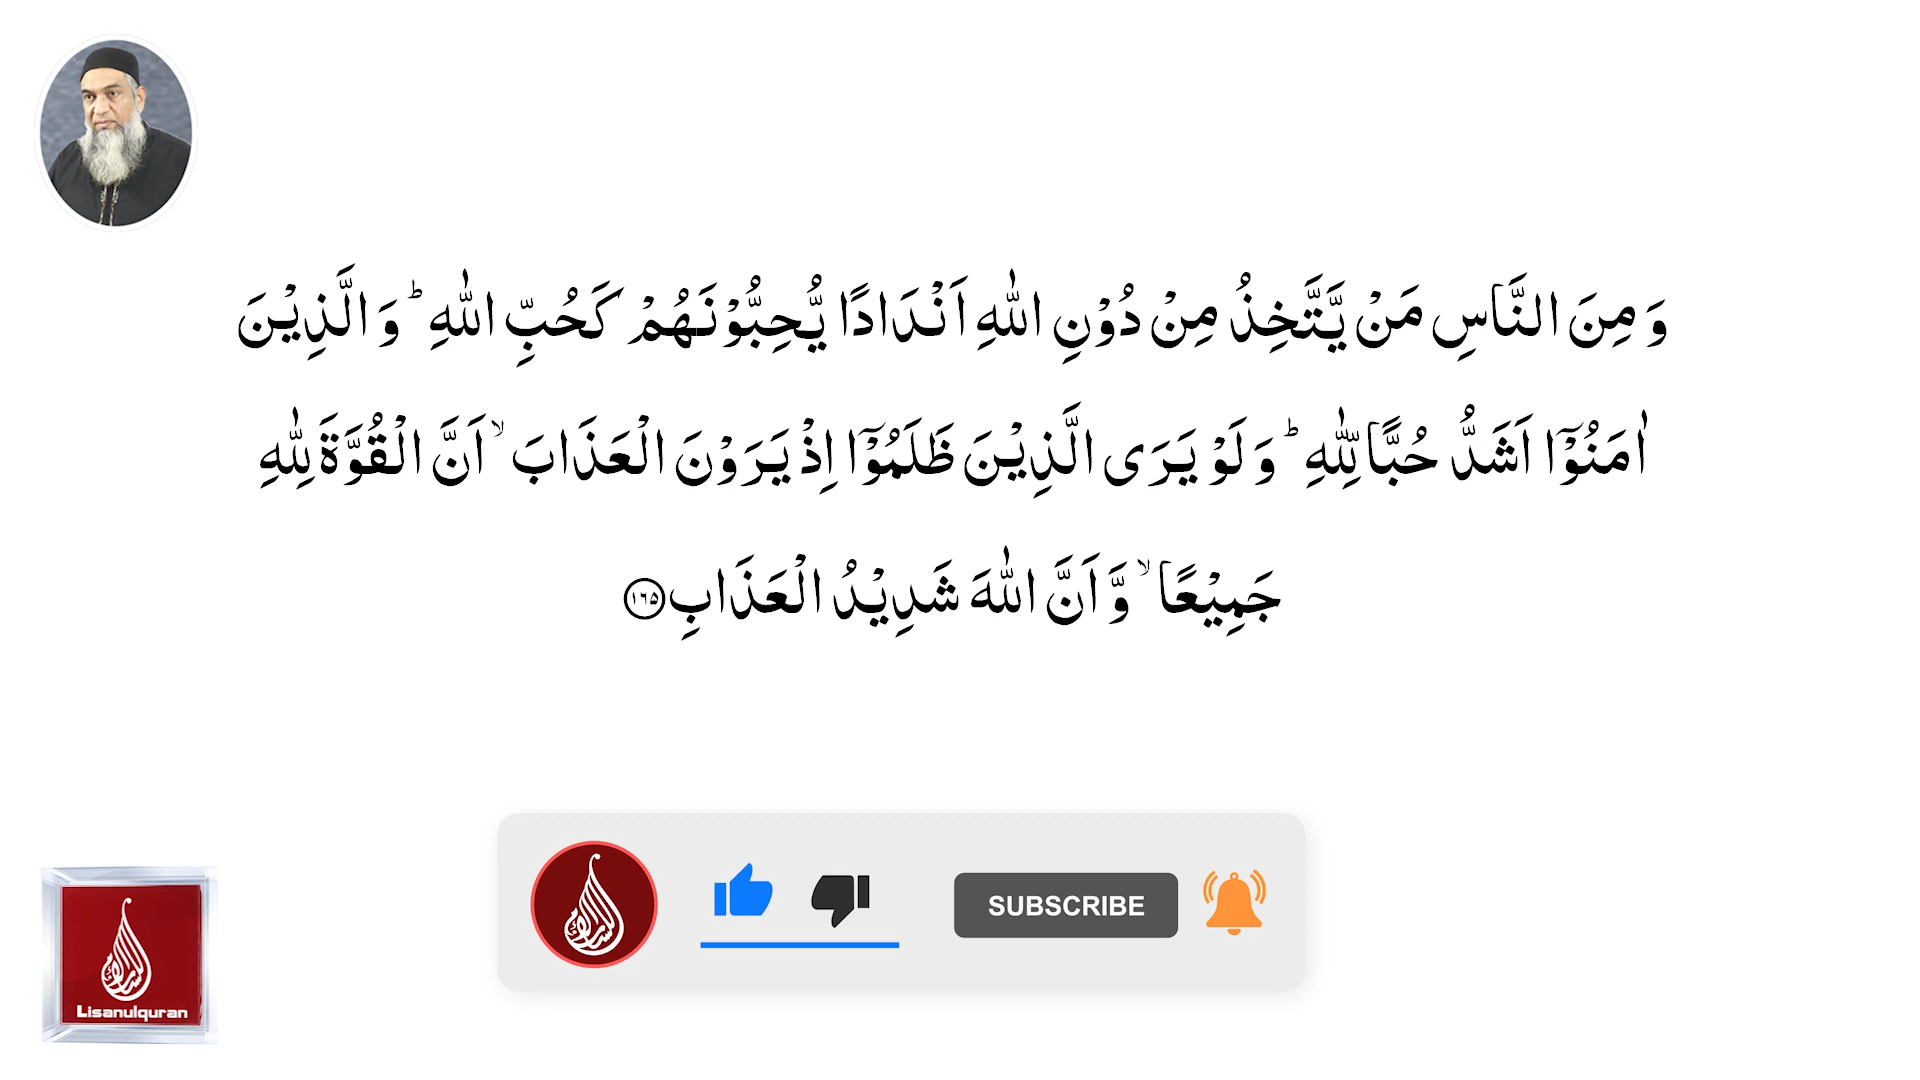 وَ مِنَ النَّاسِ مَنْ يَّتَّخِذُ مِنْ دُوْنِ اللّٰهِ اَنْدَادًا يُّحِبُّوْنَهُمْ كَحُبِّ اللّٰهِ ؕ وَ الَّذِيْنَ
اٰمَنُوْۤا اَشَدُّ حُبًّا لِّلّٰهِ ؕ وَ لَوْ يَرَى الَّذِيْنَ ظَلَمُوْۤا اِذْ يَرَوْنَ الْعَذَابَ ۙ اَنَّ الْقُوَّةَ لِلّٰهِ
جَمِيْعًا ۙ وَّ اَنَّ اللّٰهَ شَدِيْدُ الْعَذَابِ ۝۱۶۵
SUBSCRIBE
Lisanulquran